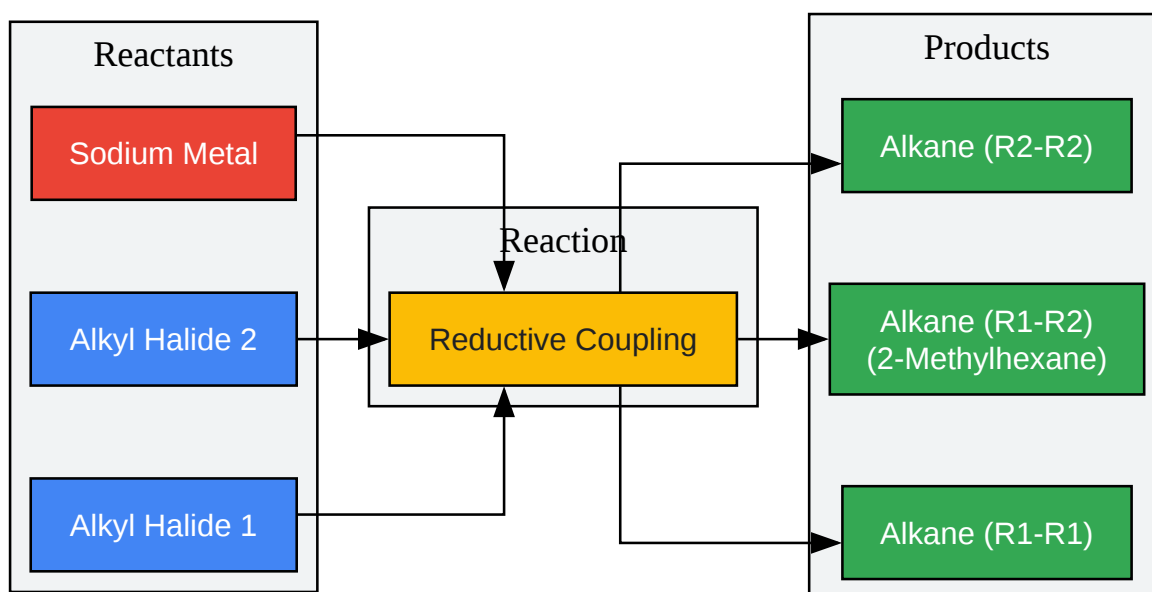 Reactants
Sodium Metal
Alkyl Halide 2
Alkyl Halide 1
Reaction
Reductive Coupling
Products
Alkane (R2-R2)
Alkane (R1-R2)
(2-Methylhexane)
Alkane (R1-R1)